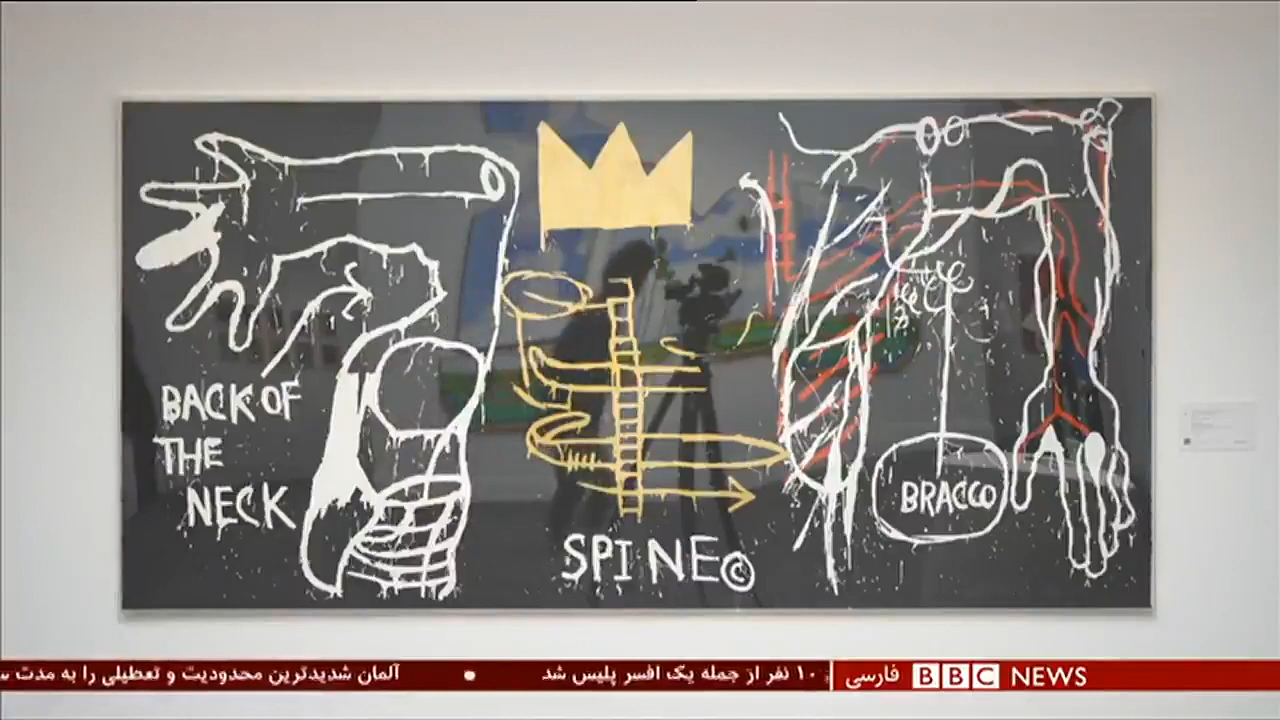 BACK OF
THE
NECK
SPINE©
BRACCO
۱۰ نفر از جمله یک افسر پلیس شد
آلمان شدیدترین محدودیت و تعطیلی را به مدت
BBC NEWS فارسی